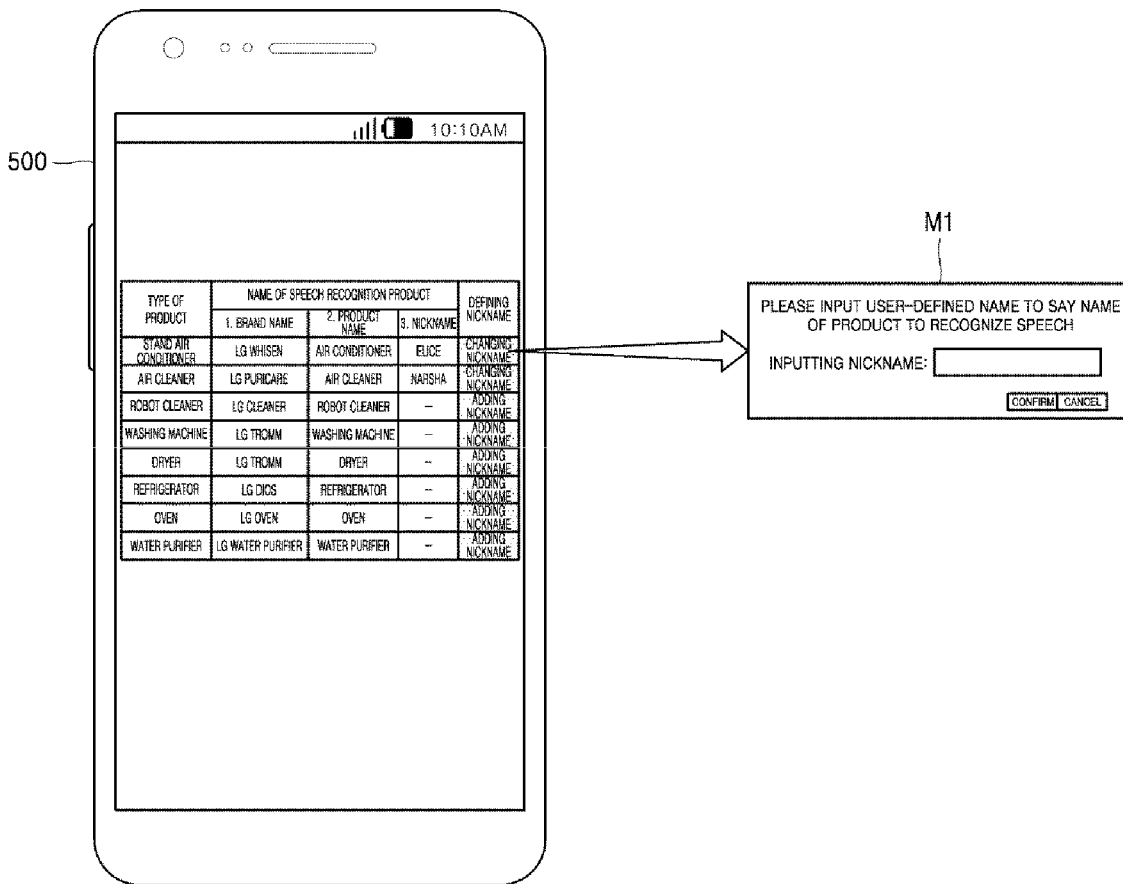 10:10AM
500
M1
TYPE OF
PRODUCT
NAME OF SPEECH RECOGNITION PRODUCT
DEFINING
NICKNAME
1. BRAND NAME
2. PRODUCT
NAME
3. NICKNAME
STAND AIR
CONDITIONER
LG WHISEN
AIR CONDITIONER
ELICE
CHANGING
NICKNAME
AIR CLEANER
LG PURICARE
AIR CLEANER
NARSHA
CHANGING
NICKNAME
ROBOT CLEANER
LG CLEANER
ROBOT CLEANER
–
ADDING
NICKNAME
WASHING MACHINE
LG TROMM
WASHING MACHINE
–
ADDING
NICKNAME
DRYER
LG TROMM
DRYER
–
ADDING
NICKNAME
REFRIGERATOR
LG DIOS
REFRIGERATOR
–
ADDING
NICKNAME
OVEN
LG OVEN
OVEN
–
ADDING
NICKNAME
WATER PURIFIER
LG WATER PURIFIER
WATER PURIFIER
–
ADDING
NICKNAME
PLEASE INPUT USER-DEFINED NAME TO SAY NAME
OF PRODUCT TO RECOGNIZE SPEECH
INPUTTING NICKNAME:
CONFIRM CANCEL